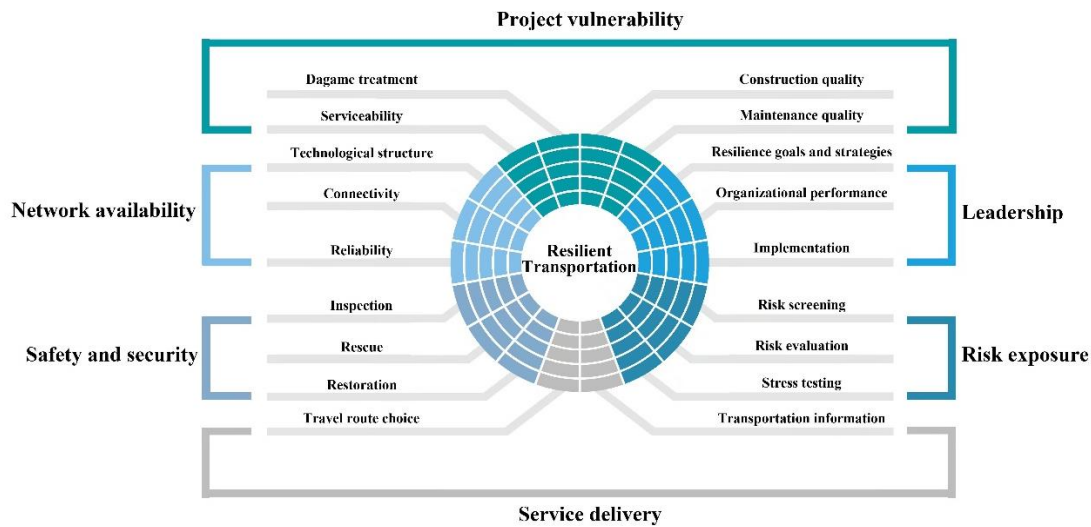 Project vulnerability
Dagame treatment
Construction quality
Serviceability
Maintenance quality
Technological structure
Resilience goals and strategies
Network availability
Connectivity
Organizational performance
Leadership
Reliability
Resilient
Transportation
Implementation
Inspection
Risk screening
Safety and security
Rescue
Risk evaluation
Risk exposure
Restoration
Stress testing
Travel route choice
Transportation information
Service delivery